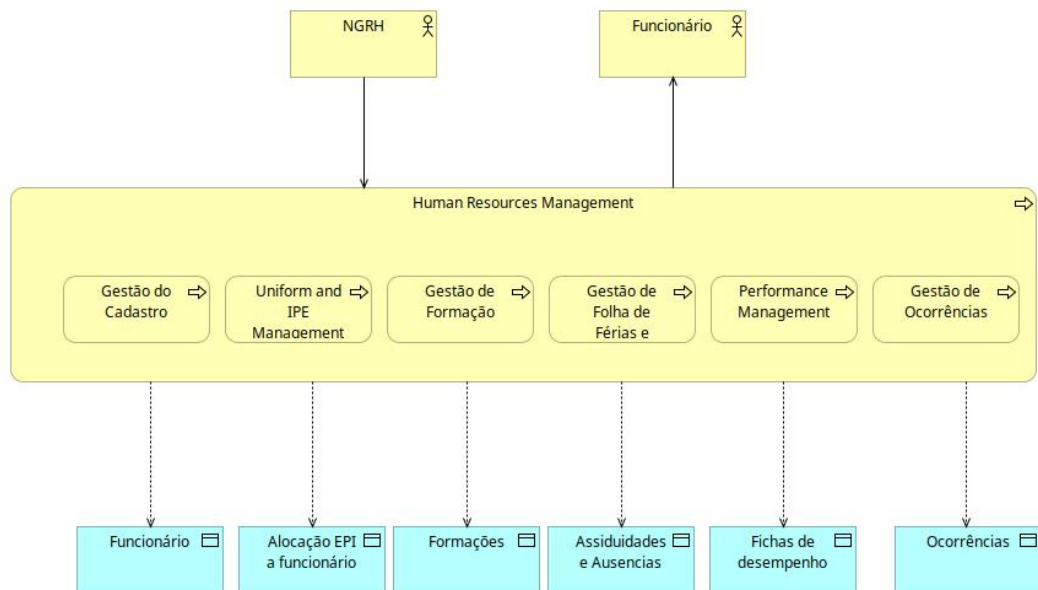 NGRH
Funcionário
Human Resources Management
Gestão do
Cadastro
Uniform and
IPE
Management
Gestão de
Formação
Gestão de
Folha de
Férias e
Performance
Management
Gestão de
Ocorrências
Funcionário
Alocação EPI
a funcionário
Formações
Assiduidades
e Ausencias
Fichas de
desempenho
Ocorrências